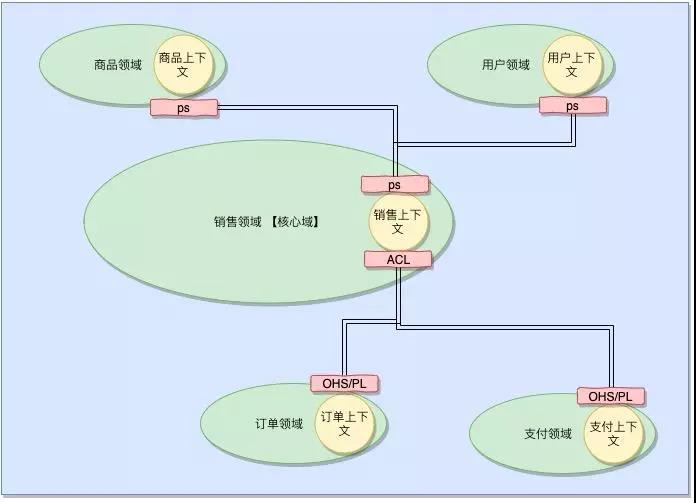 商品领域
商品上下
文
ps
用户领域
用户上下
文
ps
ps
销售领域 【核心域】
销售上下
文
ACL
OHS/PL
订单领域
订单上下
文
OHS/PL
支付领域
支付上下
文